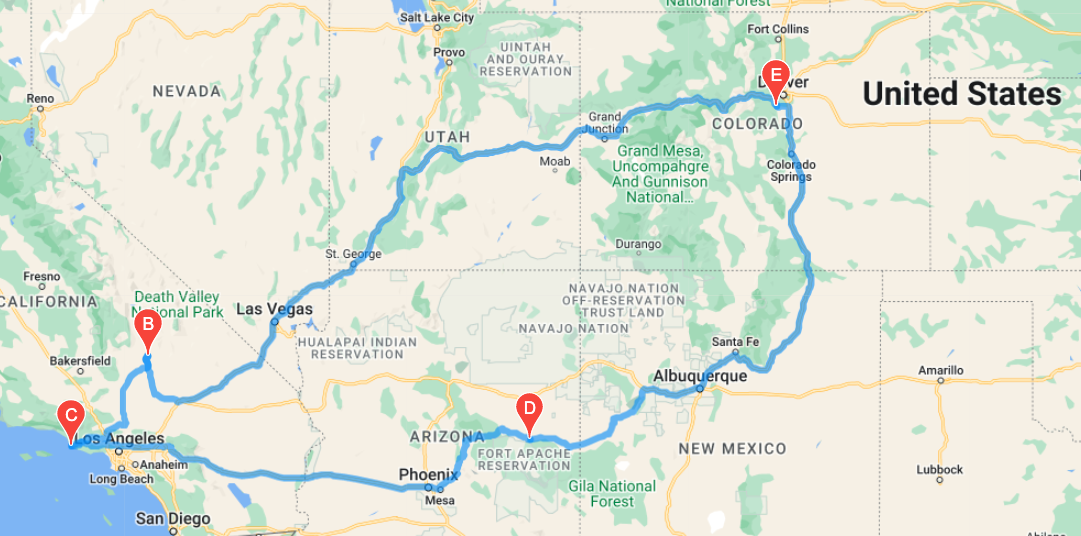 National Forest
Salt Lake City
Fort Collins
Provo
UINTAH
AND OURAY
RESERVATION
E
Reno
NEVADA
United States
COLORADO
Grand
Junction
UTAH
Moab
Grand Mesa,
Uncompahgre
And Gunnison
National...
Colorado
Springs
St. George
Durango
Fresno
CALIFORNIA
Death Valley
National Park
Las Vegas
NAVAJO NATION
OFF-RESERVATION
TRUST LAND
NAVAJO NATION
B
HUALAPAI INDIAN
RESERVATION
Santa Fe
Bakersfield
Albuquerque
Amarillo
C
D
Los Angeles
Anaheim
Long Beach
ARIZONA
FORT APACHE
RESERVATION
NEW MEXICO
Phoenix
Mesa
Gila National
Forest
Lubbock
San Diego